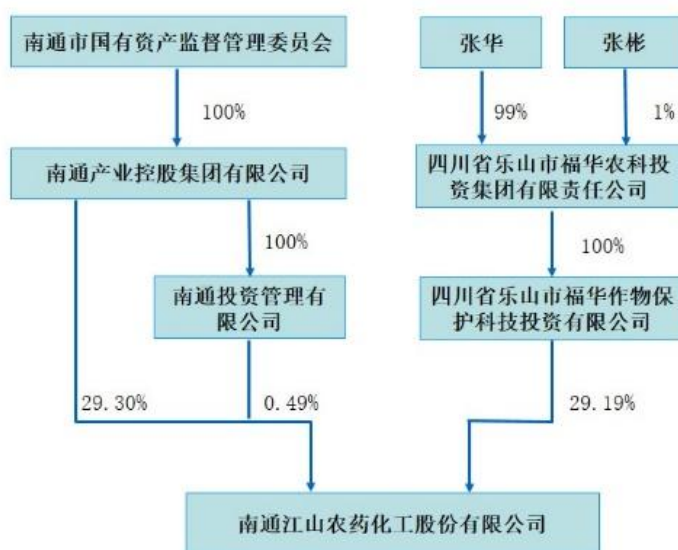 南通市国有资产监督管理委员会
张华
张彬
100%
99%
1%
南通产业控股集团有限公司
四川省乐山市福华农科投
资集团有限责任公司
100%
100%
南通投资管理有
限公司
四川省乐山市福华作物保
护科技投资有限公司
29.30%
0.49%
29.19%
南通江山农药化工股份有限公司